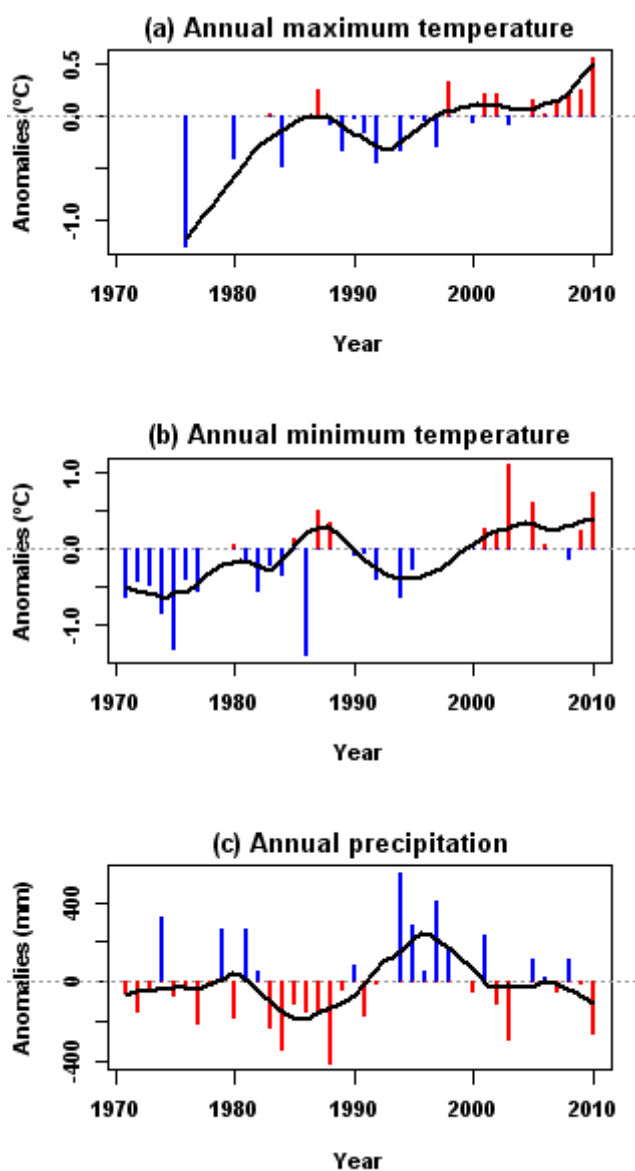 (a) Annual maximum temperature
Anomalies (°C)
0.5
0.0
-1.0
1970 1980 1990 2000 2010
Year
(b) Annual minimum temperature
Anomalies (°C)
1.0
0.0
-1.0
1970 1980 1990 2000 2010
Year
(c) Annual precipitation
Anomalies (mm)
400
0
-400
1970 1980 1990 2000 2010
Year